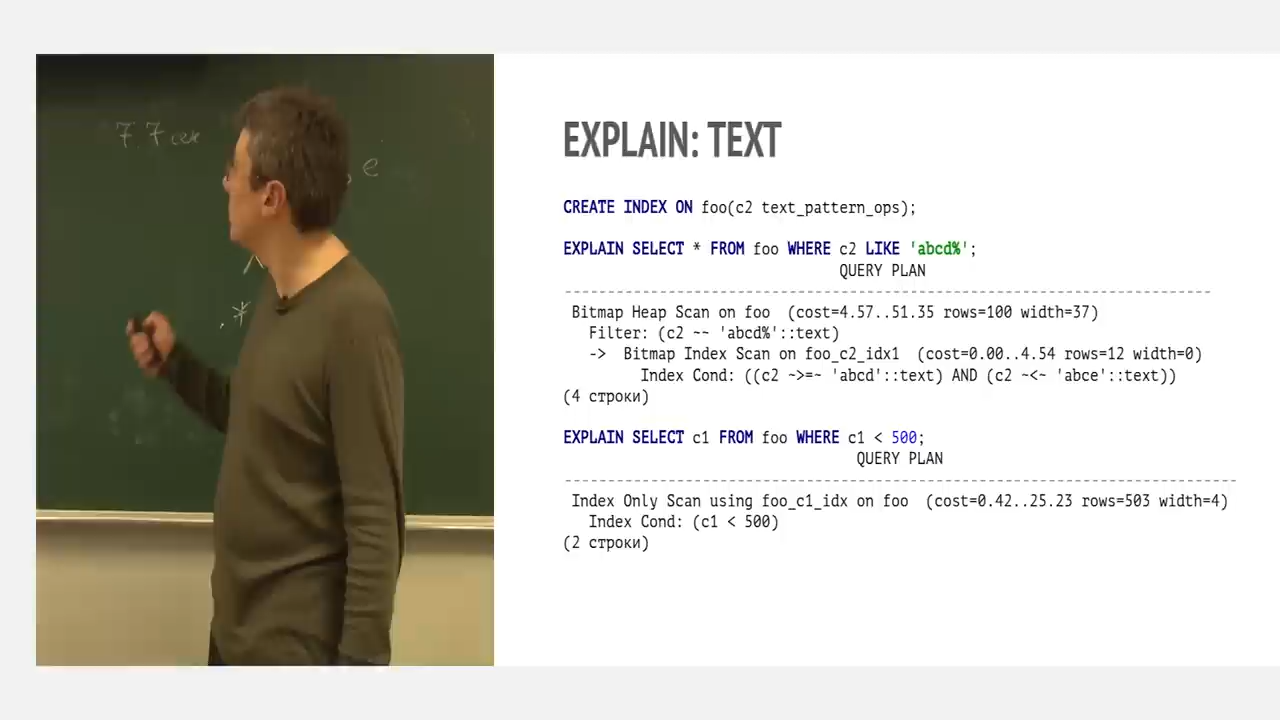 7.7 сек
e
.*
EXPLAIN: TEXT
CREATE INDEX ON foo(c2 text_pattern_ops);
EXPLAIN SELECT * FROM foo WHERE c2 LIKE 'abcd%';
QUERY PLAN
---------------------------------------------------------------------------
Bitmap Heap Scan on foo (cost=4.57..51.35 rows=100 width=37)
Filter: (c2 ~~ 'abcd%'::text)
-> Bitmap Index Scan on foo_c2_idx1 (cost=0.00..4.54 rows=12 width=0)
Index Cond: ((c2 ~>=~ 'abcd'::text) AND (c2 ~<~ 'abce'::text))
(4 строки)
EXPLAIN SELECT c1 FROM foo WHERE c1 < 500;
QUERY PLAN
------------------------------------------------------------------------------
Index Only Scan using foo_c1_idx on foo (cost=0.42..25.23 rows=503 width=4)
Index Cond: (c1 < 500)
(2 строки)